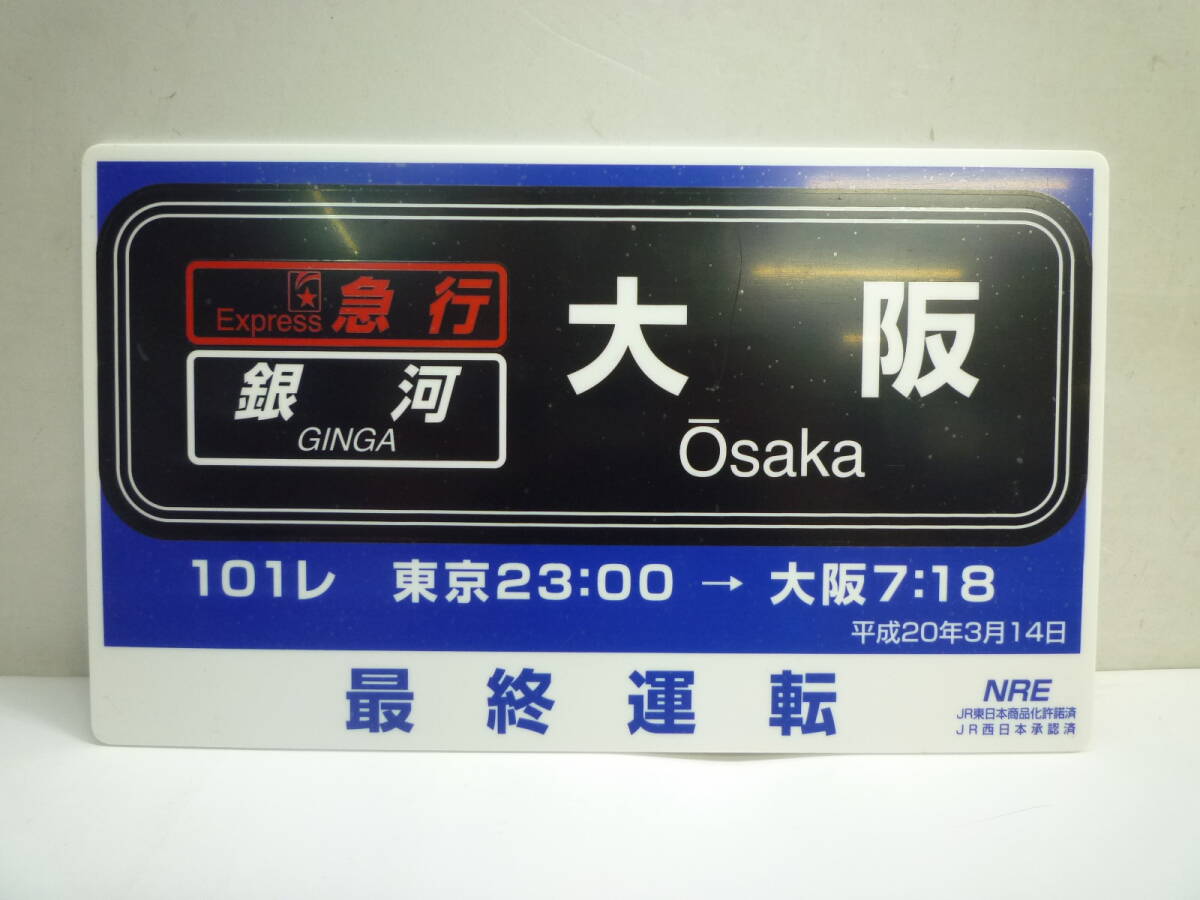 Express 急行
銀河
GINGA
大阪
Ōsaka
101レ 東京23:00 → 大阪7:18
平成20年3月14日
最終運転
NRE
JR東日本商品化許諾済
JR西日本承認済